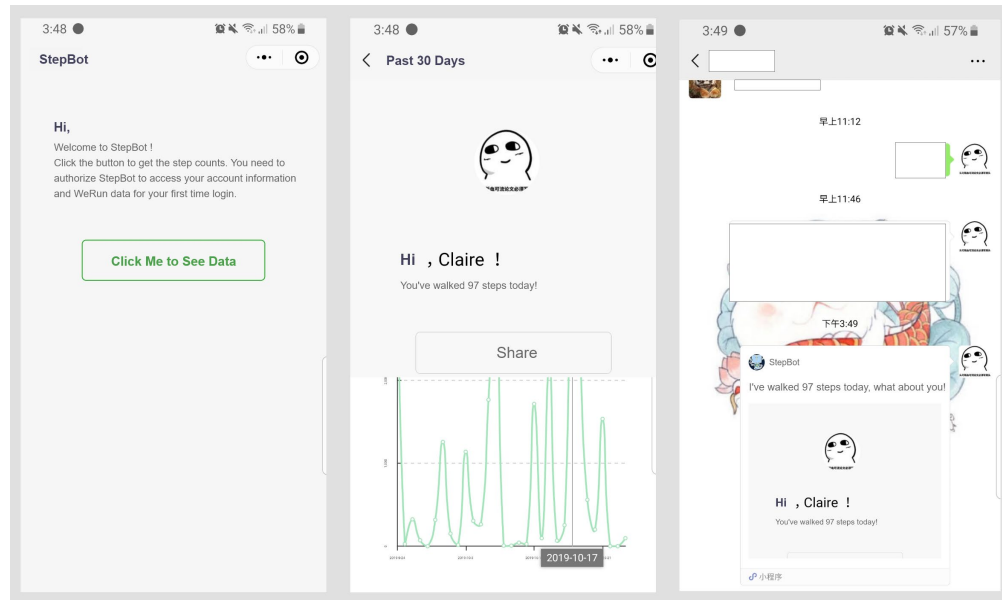 3:48
58%
StepBot
Hi,
Welcome to StepBot !
Click the button to get the step counts. You need to
authorize StepBot to access your account information
and WeRun data for your first time login.
Click Me to See Data
3:48
58%
Past 30 Days
Hi , Claire !
You've walked 97 steps today!
Share
2019-10-17
3:49
57%
早上11:12
早上11:46
下午3:49
StepBot
I've walked 97 steps today, what about you!
Hi , Claire !
You've walked 97 steps today!
小程序